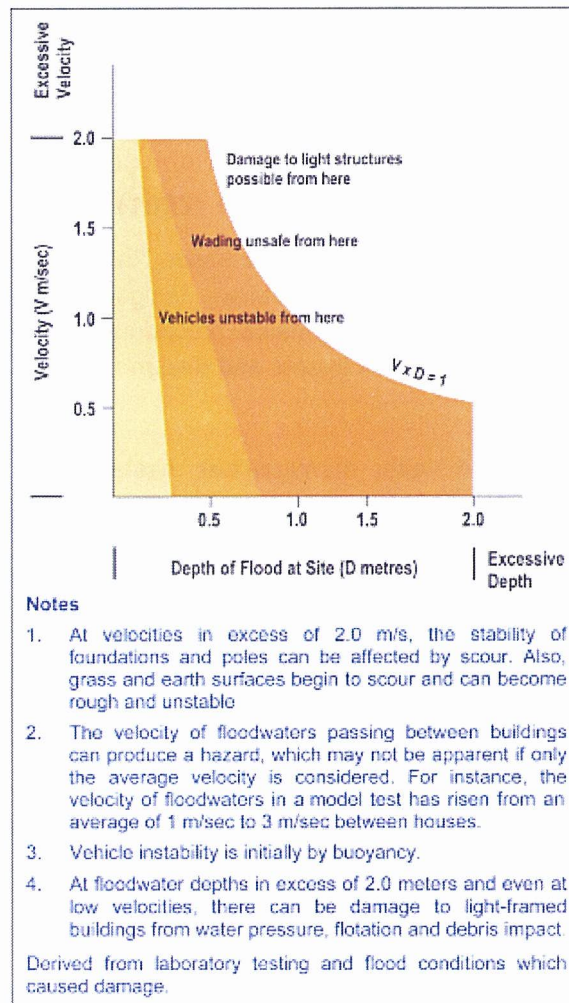 Excessive
Velocity
2.0
Damage to light structures
possible from here
1.5
Wading unsafe from here
Velocity (V m/sec)
1.0
Vehicles unstable from here
V x D = 1
0.5
0.5
1.0
1.5
2.0
Depth of Flood at Site (D metres)
Excessive
Depth
Notes
1. At velocities in excess of 2.0 m/s, the stability of
foundations and poles can be affected by scour. Also,
grass and earth surfaces begin to scour and can become
rough and unstable
2. The velocity of floodwaters passing between buildings
can produce a hazard, which may not be apparent if only
the average velocity is considered. For instance, the
velocity of floodwaters in a model test has risen from an
average of 1 m/sec to 3 m/sec between houses.
3. Vehicle instability is initially by buoyancy.
4. At floodwater depths in excess of 2.0 meters and even at
low velocities, there can be damage to light-framed
buildings from water pressure, flotation and debris impact.
Derived from laboratory testing and flood conditions which
caused damage.